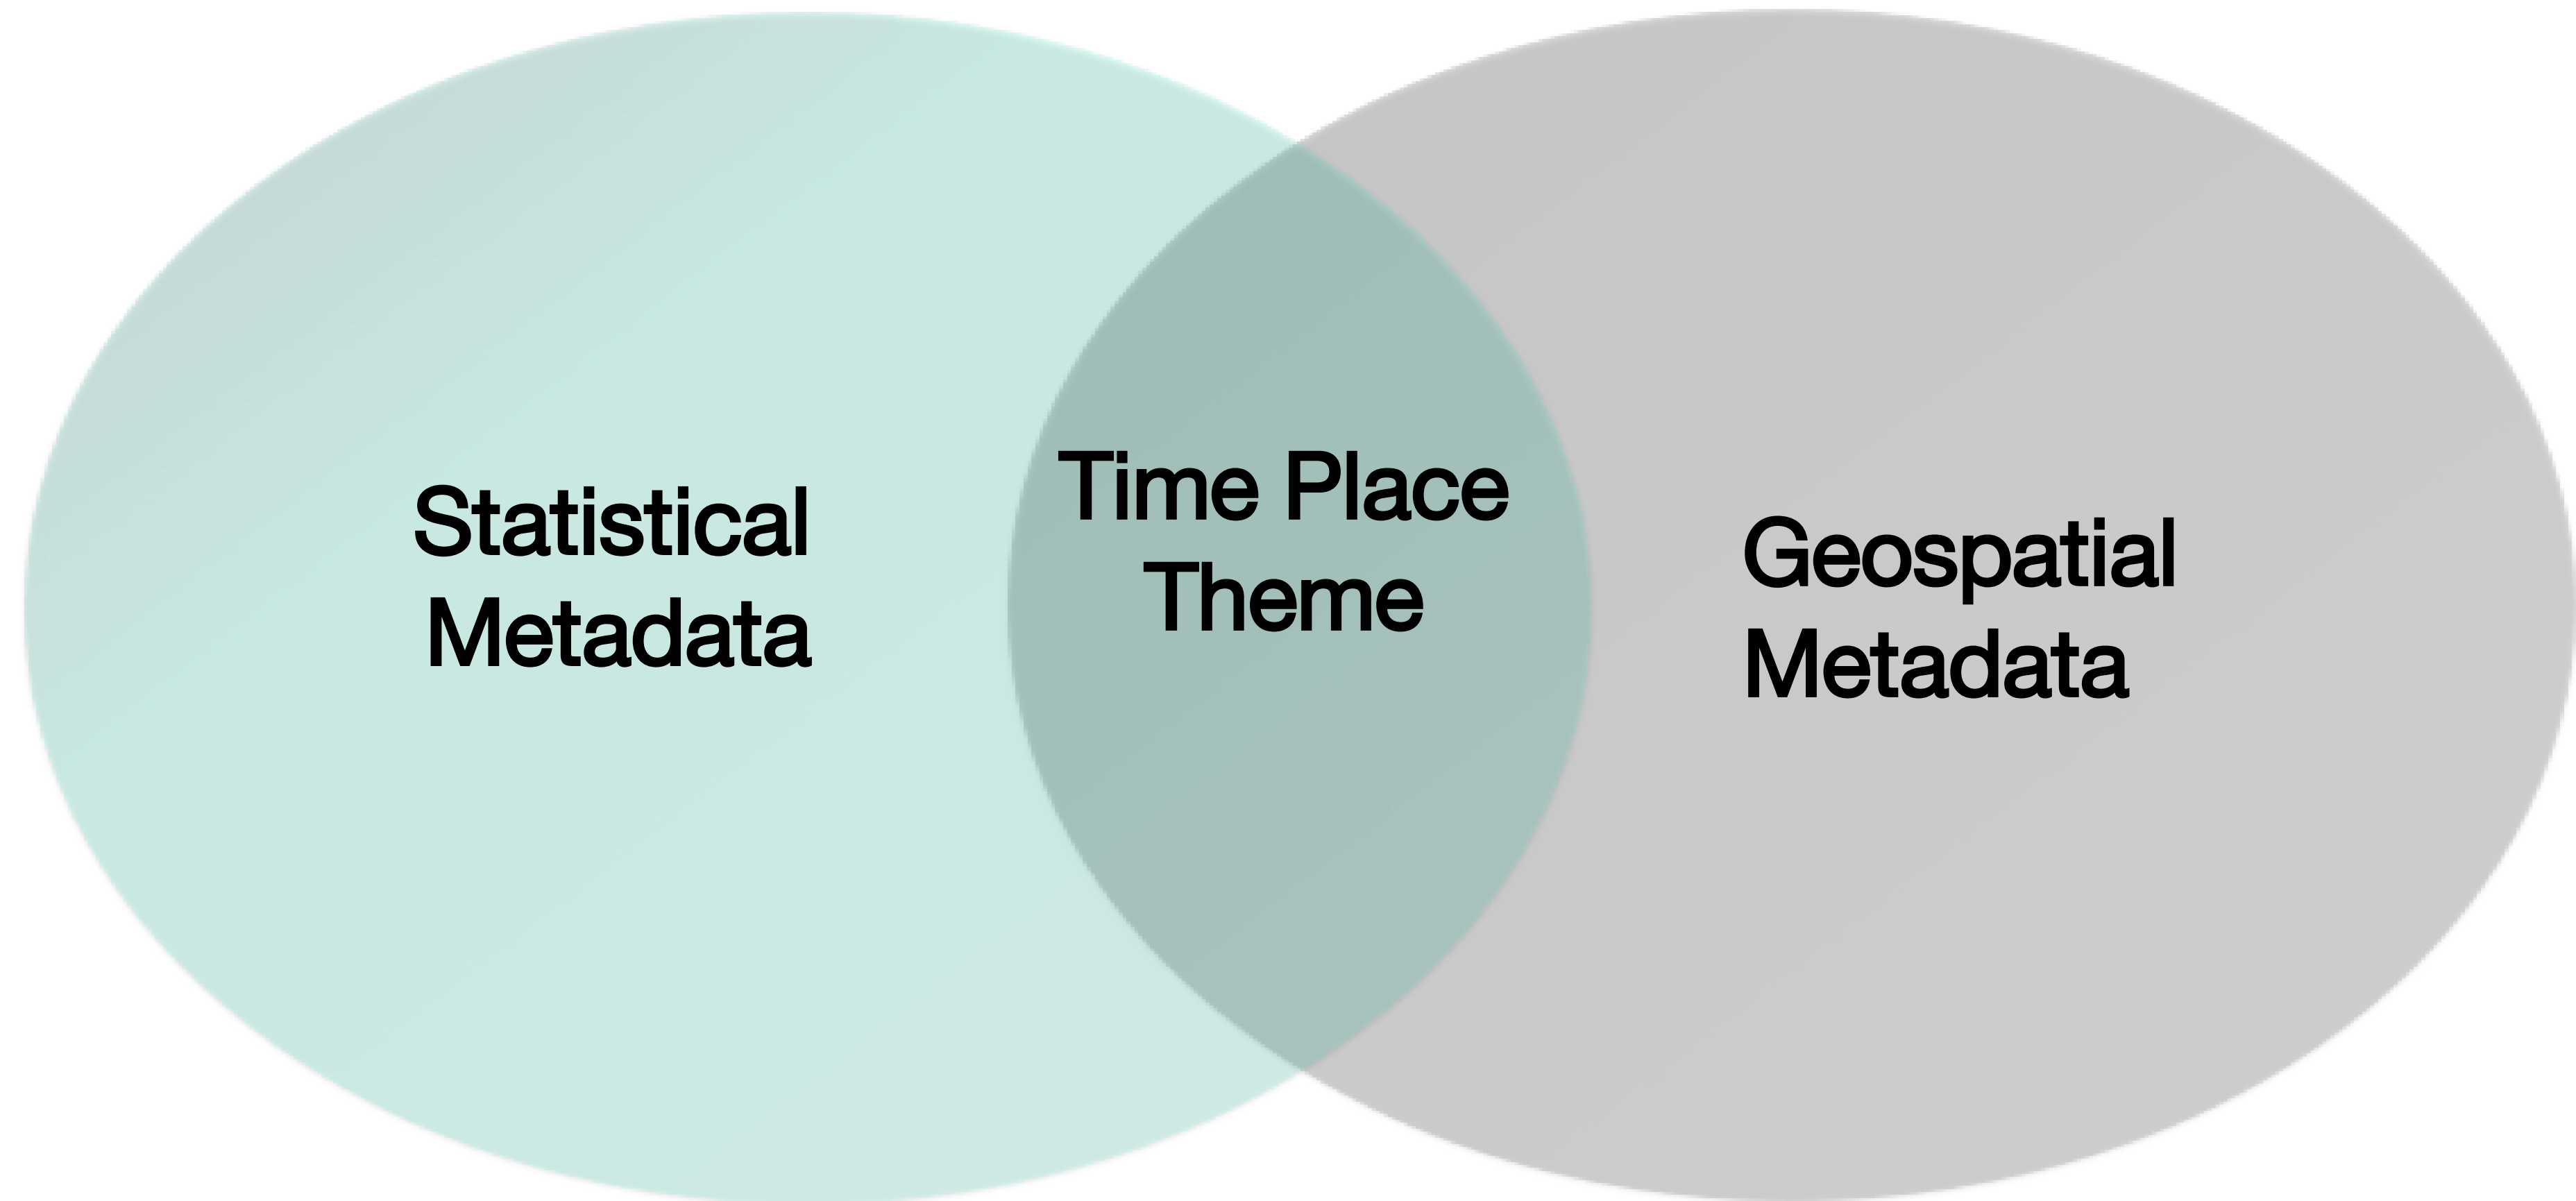 Statistical
Metadata
Time Place
Theme
Geospatial
Metadata